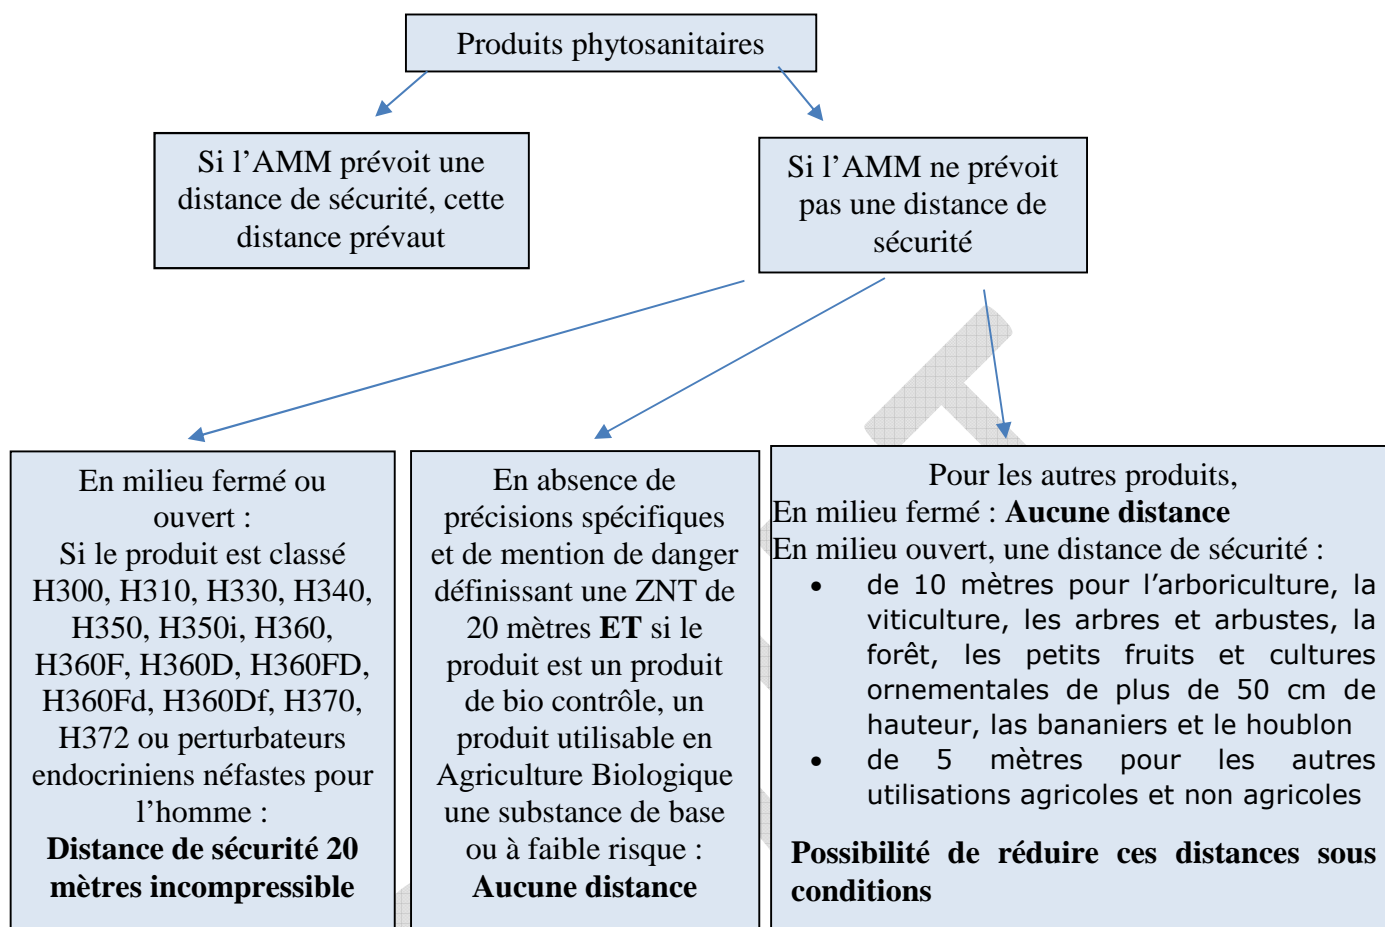 Produits phytosanitaires
Si l’AMM prévoit une
distance de sécurité, cette
distance prévaut
Si l’AMM ne prévoit
pas une distance de
sécurité
En milieu fermé ou
ouvert :
Si le produit est classé
H300, H310, H330, H340,
H350, H350i, H360,
H360F, H360D, H360FD,
H360Fd, H360Df, H370,
H372 ou perturbateurs
endocriniens néfastes pour
l’homme :
Distance de sécurité 20
mètres incompressible
En absence de
précisions spécifiques
et de mention de danger
définissant une ZNT de
20 mètres ET si le
produit est un produit
de bio contrôle, un
produit utilisable en
Agriculture Biologique
une substance de base
ou à faible risque :
Aucune distance
Pour les autres produits,
En milieu fermé : Aucune distance
En milieu ouvert, une distance de sécurité :
• de 10 mètres pour l’arboriculture, la
viticulture, les arbres et arbustes, la
forêt, les petits fruits et cultures
ornementales de plus de 50 cm de
hauteur, las bananiers et le houblon
• de 5 mètres pour les autres
utilisations agricoles et non agricoles
Possibilité de réduire ces distances sous
conditions